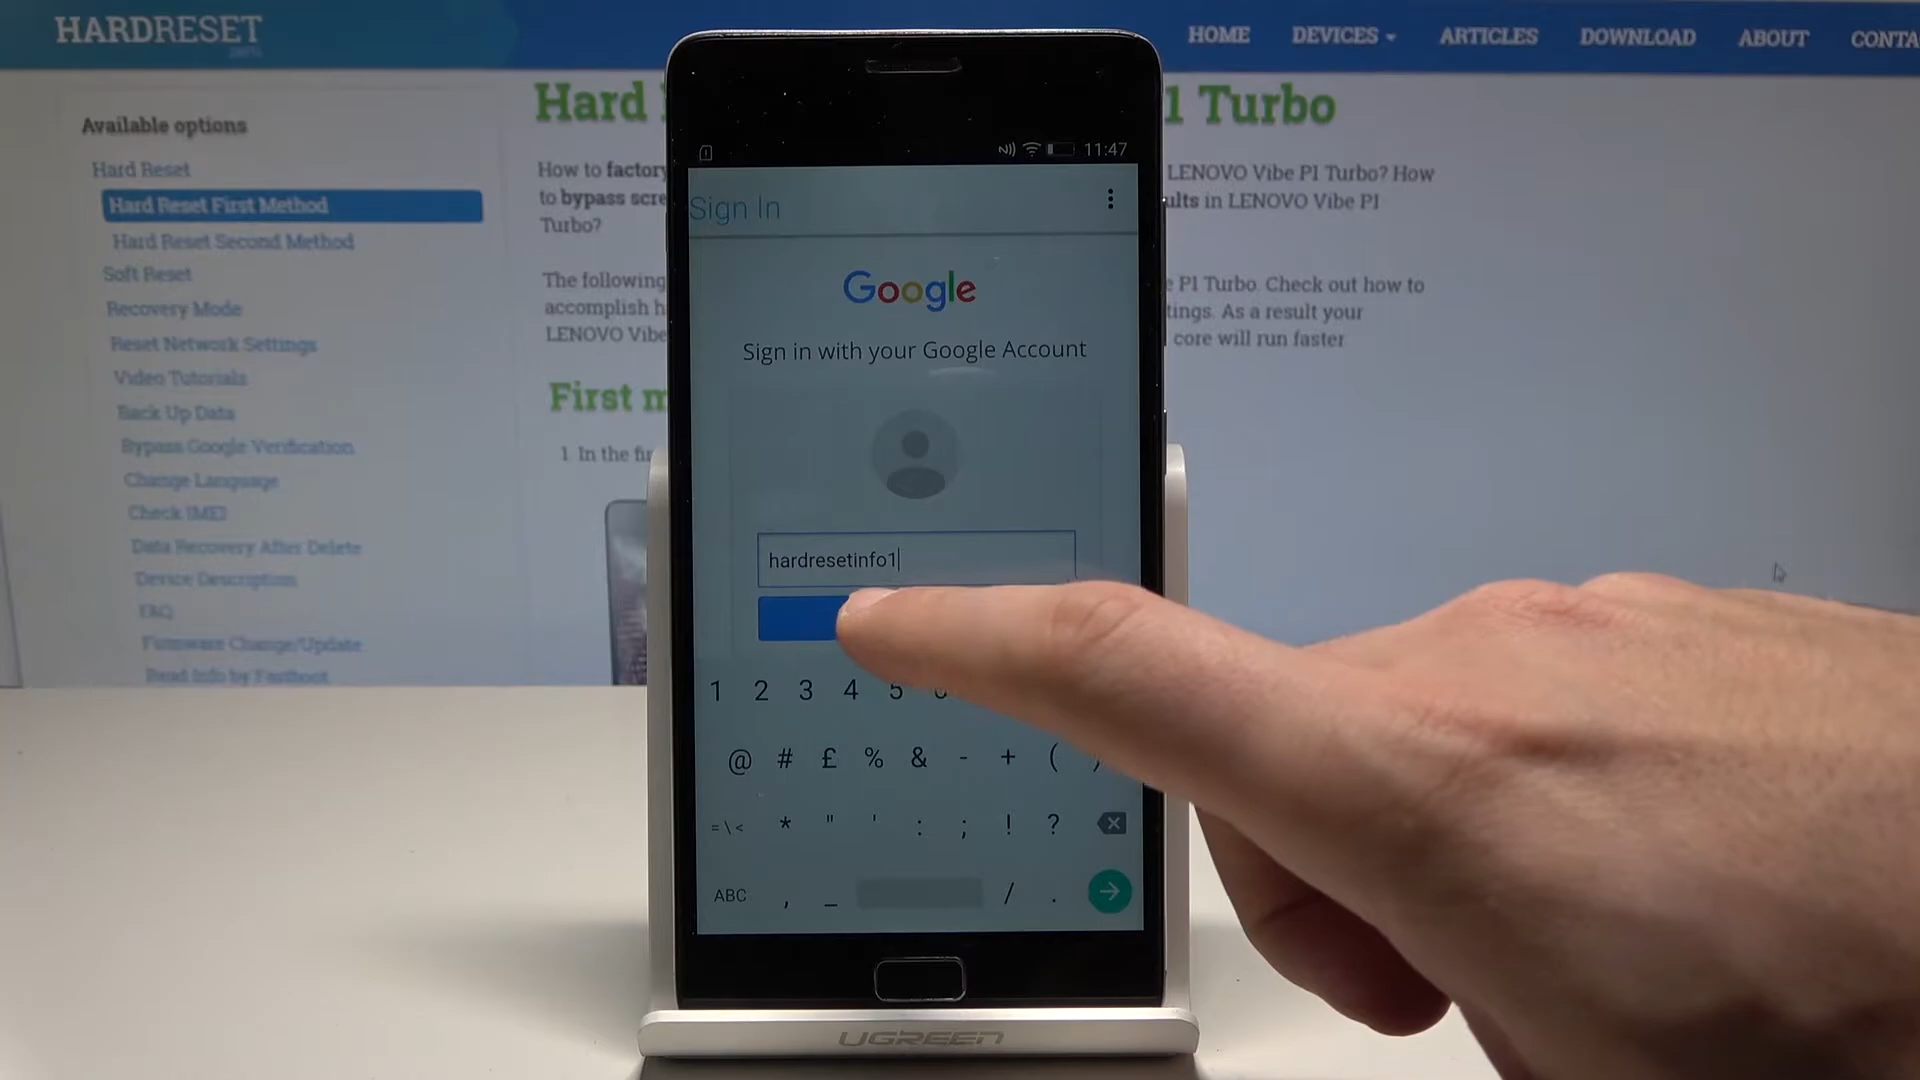 HARDRESET
HOME
DEVICES
ARTICLES
DOWNLOAD
ABOUT
CONTA
Available options
Hard Reset
Hard Reset First Method
Hard Reset Second Method
Soft Reset
Recovery Mode
Reset Network Settings
Video Tutorials
Back Up Data
Bypass Google Verification
Change Language
Check IMEI
Data Recovery After Delete
Device Description
FAQ
Firmware Change/Update
Read Info by Fastboot
Hard
1 Turbo
How to factory
LENOVO Vibe P1 Turbo? How
to bypass scre
ults in LENOVO Vibe P1
Turbo?
The following
e P1 Turbo. Check out how to
accomplish h
tings. As a result your
LENOVO Vibe
core will run faster
First m
1. In the fir
11:47
Sign In
Google
Sign in with your Google Account
hardresetinfo1
1 2 3 4 5
@ # £ % & - + ( )
=\< * " ' : ; ! ?
ABC , _ / .
UGREEN